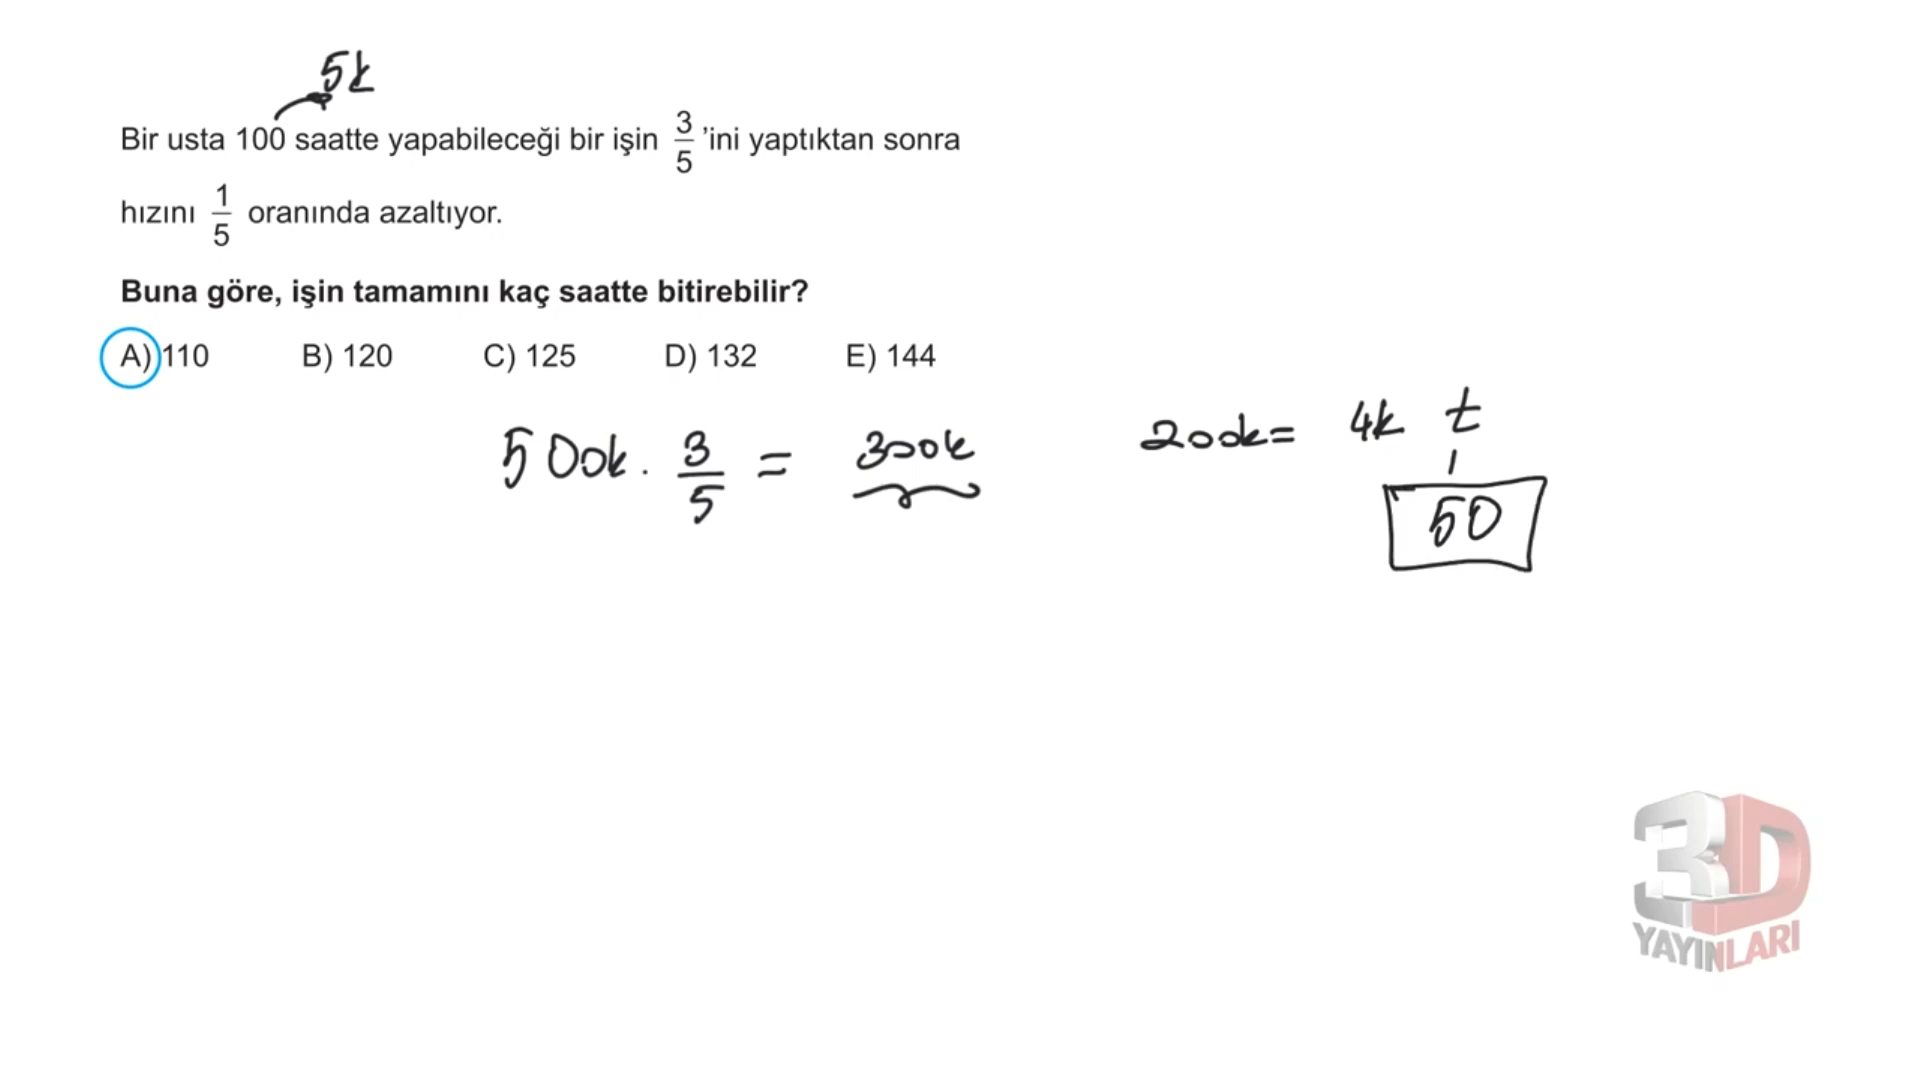 5k
Bir usta 100 saatte yapabileceği bir işin 3/5 'ini yaptıktan sonra
hızını 1/5 oranında azaltıyor.
Buna göre, işin tamamını kaç saatte bitirebilir?
A) 110 B) 120 C) 125 D) 132 E) 144
500k . 3/5 = 300k
200k = 4k t
50
3D
YAYINLARI